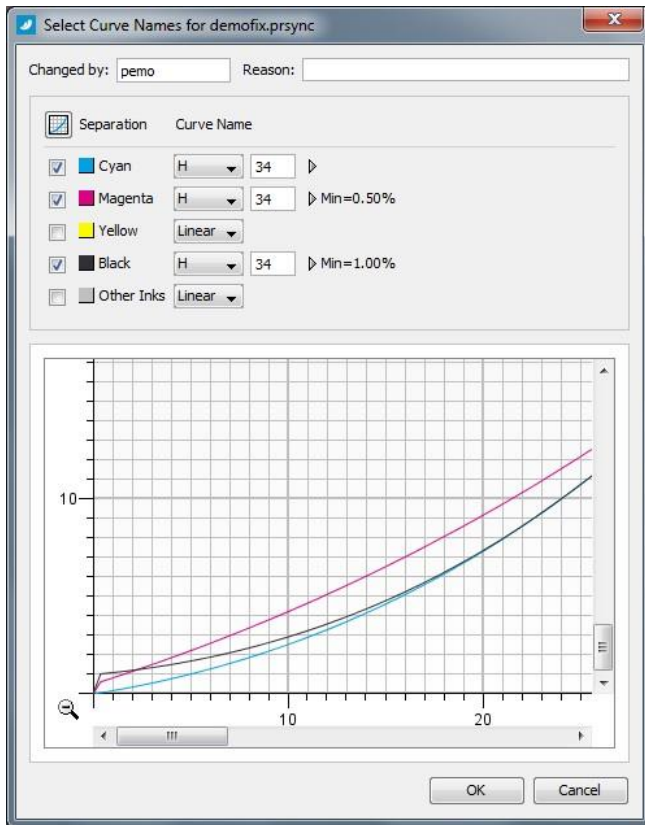 Select Curve Names for demofix.prsync
Changed by: pemo Reason:
Separation Curve Name
Cyan H 34
Magenta H 34 Min=0.50%
Yellow Linear
Black H 34 Min=1.00%
Other Inks Linear
10
10 20
OK Cancel